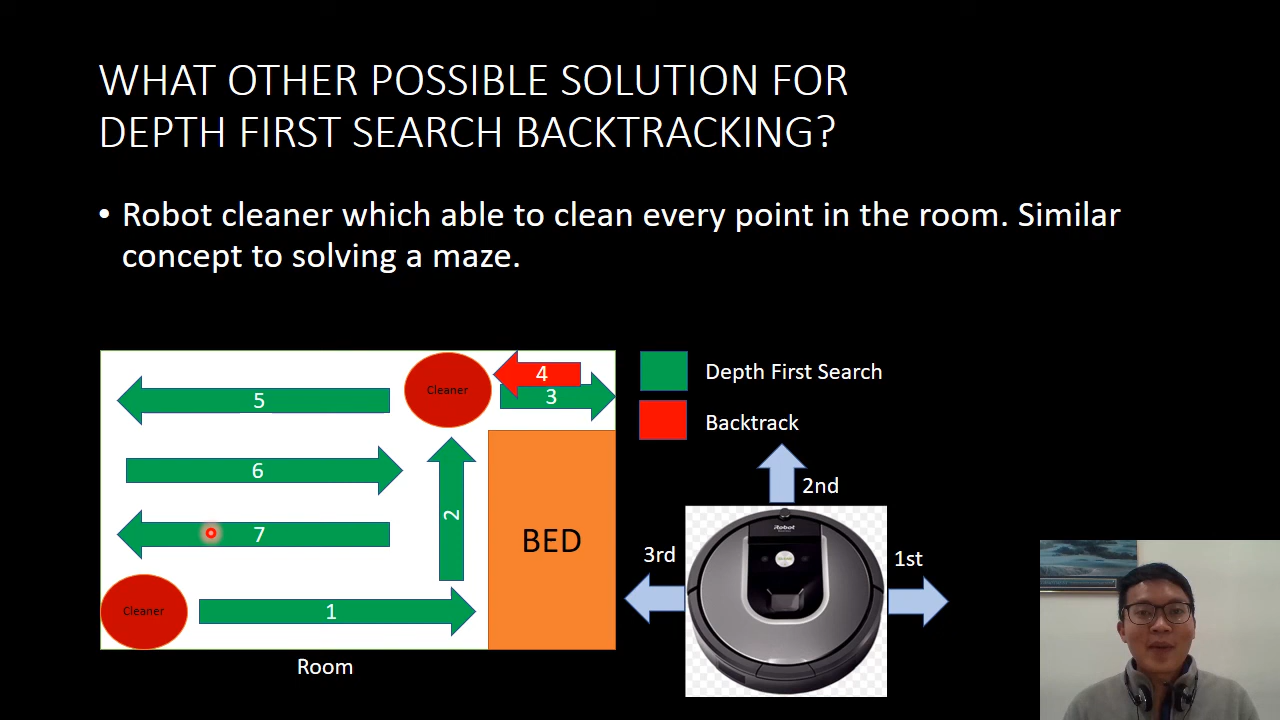 WHAT OTHER POSSIBLE SOLUTION FOR
DEPTH FIRST SEARCH BACKTRACKING?
• Robot cleaner which able to clean every point in the room. Similar
concept to solving a maze.
4
Cleaner
3
5
6
2
7
BED
Cleaner
1
Room
Depth First Search
Backtrack
2nd
iRobot
3rd
1st